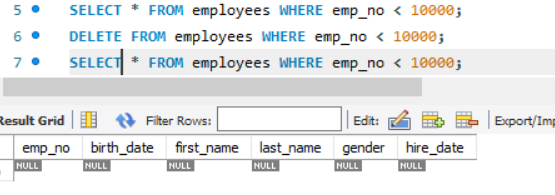 5 SELECT * FROM employees WHERE emp_no < 10000;
6 DELETE FROM employees WHERE emp_no < 10000;
7 SELECT * FROM employees WHERE emp_no < 10000;
Result Grid Filter Rows: Edit: Export/Imp
emp_no birth_date first_name last_name gender hire_date
NULL NULL NULL NULL NULL NULL